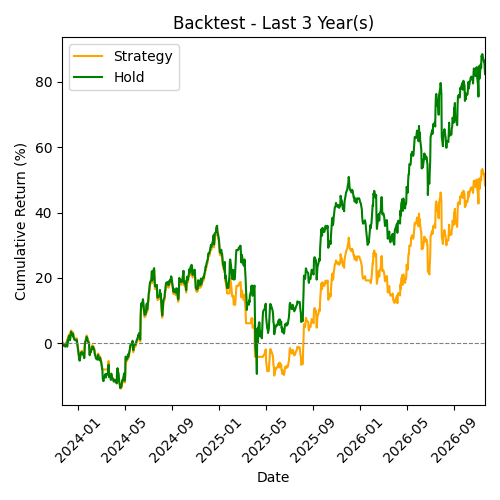 Backtest - Last 3 Year(s)
Strategy
Hold
Cumulative Return (%)
80
60
40
20
0
2024-01
2024-05
2024-09
2025-01
2025-05
2025-09
2026-01
2026-05
2026-09
Date